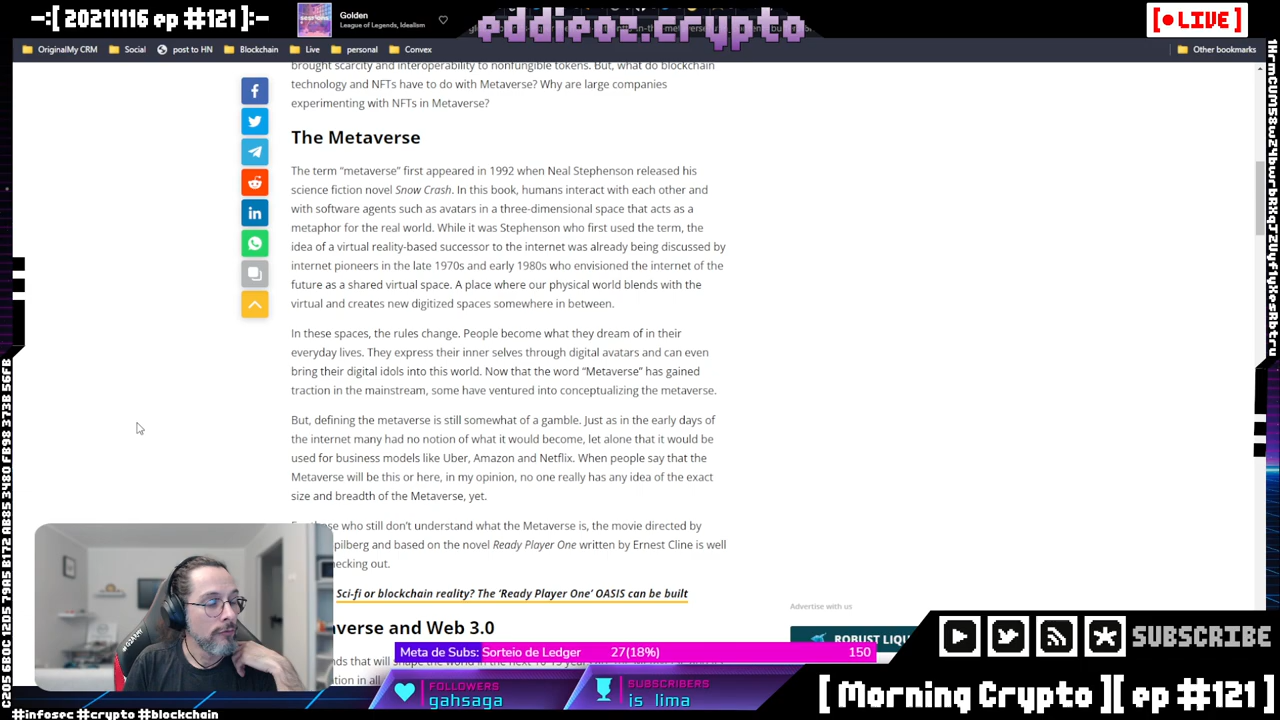 -:[ 20211116 ep #121 ]:-
Golden
League of Legends, Idealism
eddieoz.crypto
[ • LIVE ]
OriginalMy CRM
Social
post to HN
Blockchain
Live
personal
Convex
Other bookmarks
brought scarcity and interoperability to nonfungible tokens. But, what do blockchain
technology and NFTs have to do with Metaverse? Why are large companies
experimenting with NFTs in Metaverse?
The Metaverse
The term “metaverse” first appeared in 1992 when Neal Stephenson released his
science fiction novel Snow Crash. In this book, humans interact with each other and
with software agents such as avatars in a three-dimensional space that acts as a
metaphor for the real world. While it was Stephenson who first used the term, the
idea of a virtual reality-based successor to the internet was already being discussed by
internet pioneers in the late 1970s and early 1980s who envisioned the internet of the
future as a shared virtual space. A place where our physical world blends with the
virtual and creates new digitized spaces somewhere in between.
In these spaces, the rules change. People become what they dream of in their
everyday lives. They express their inner selves through digital avatars and can even
bring their digital idols into this world. Now that the word “Metaverse” has gained
traction in the mainstream, some have ventured into conceptualizing the metaverse.
But, defining the metaverse is still somewhat of a gamble. Just as in the early days of
the internet many had no notion of what it would become, let alone that it would be
used for business models like Uber, Amazon and Netflix. When people say that the
Metaverse will be this or here, in my opinion, no one really has any idea of the exact
size and breadth of the Metaverse, yet.
who still don’t understand what the Metaverse is, the movie directed by
and based on the novel Ready Player One written by Ernest Cline is well
out.
Sci-fi or blockchain reality? The ‘Ready Player One’ OASIS can be built
and Web 3.0
that will shape the world in the next
in all
Advertise with us
ROBUST
SUBSCRIBE
Meta de Subs: Sorteio de Ledger 27(18%) 150
FOLLOWERS
gahsaga
SUBSCRIBERS
is lima
[ Morning Crypto ] ep #121
#infosec #crypto #blockchain